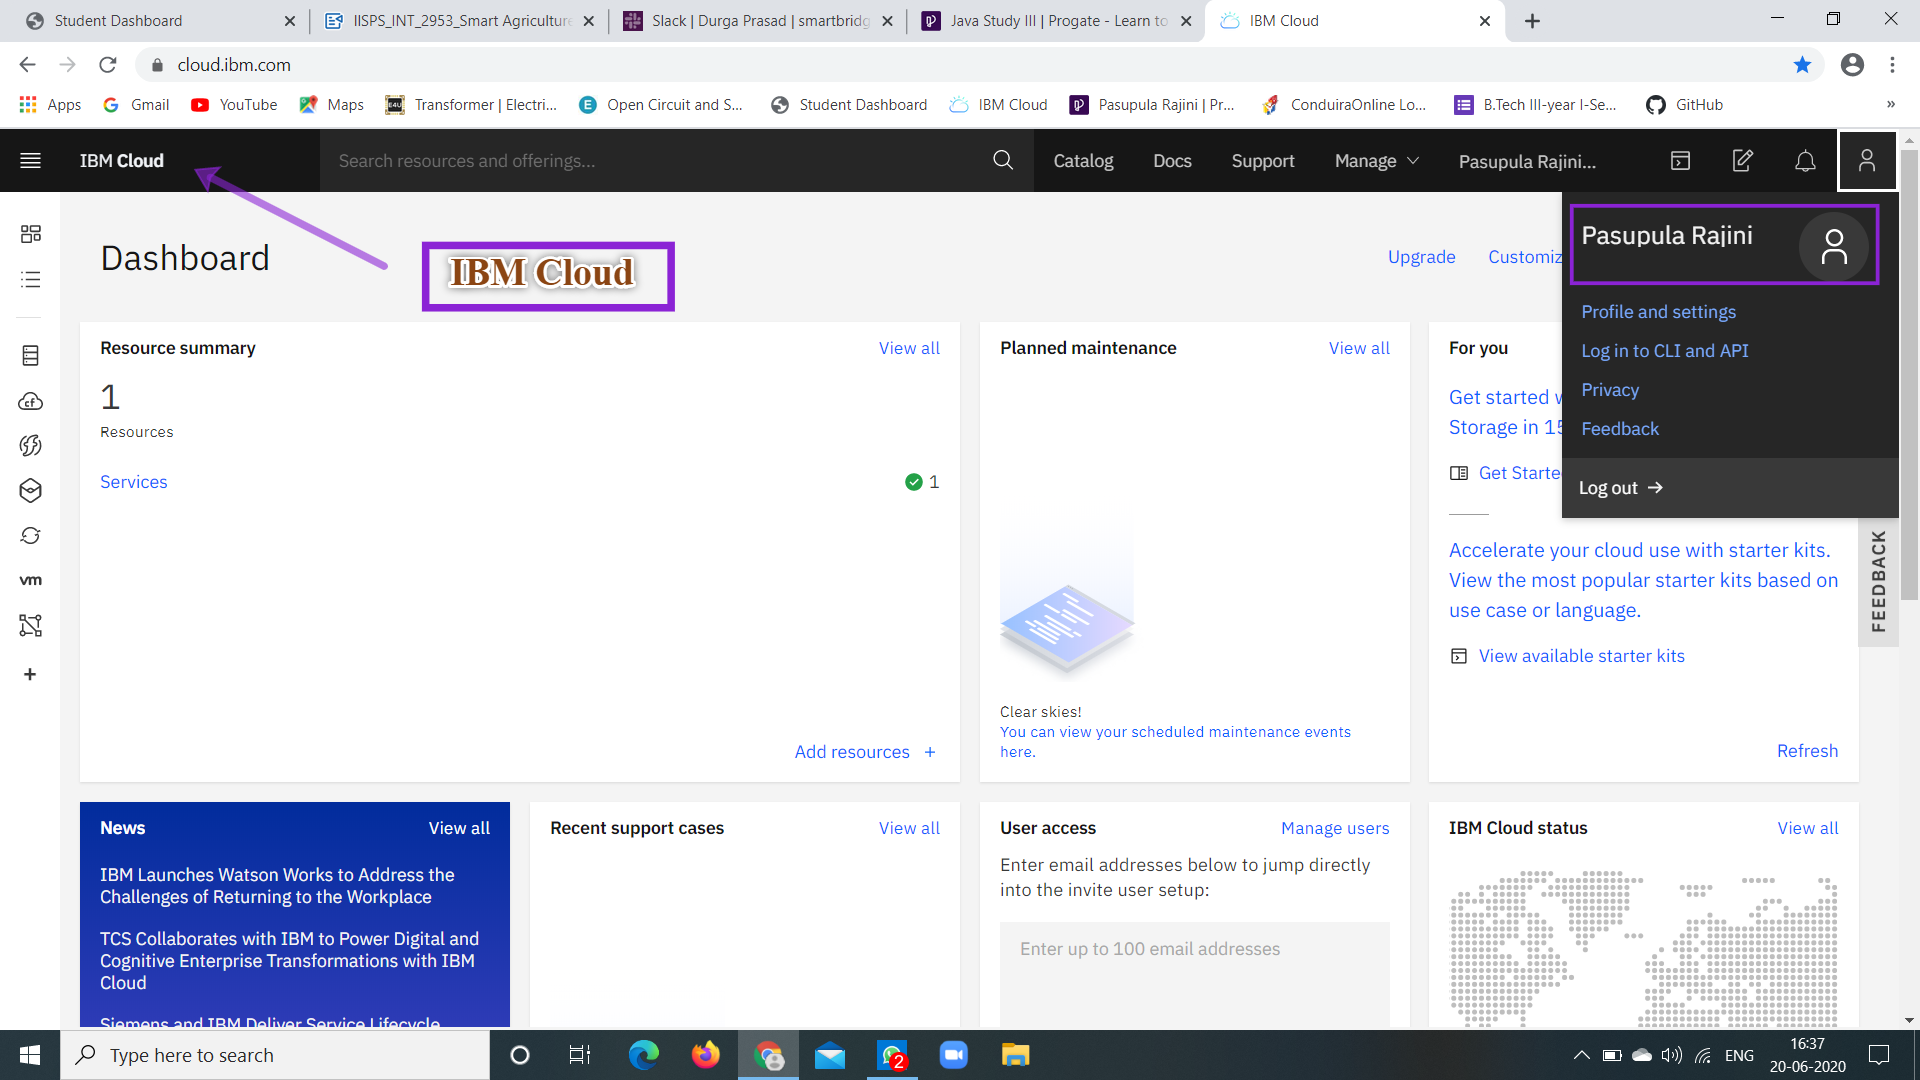 Student Dashboard
IISPS_INT_2953_Smart Agriculture
Slack | Durga Prasad | smartbridg
Java Study III | Progate - Learn to
IBM Cloud
cloud.ibm.com
Apps
Gmail
YouTube
Maps
Transformer | Electri...
Open Circuit and S...
Student Dashboard
IBM Cloud
Pasupula Rajini | Pr...
ConduiraOnline Lo...
B.Tech III-year I-Se...
GitHub
»
IBM Cloud
Search resources and offerings...
Catalog
Docs
Support
Manage
Pasupula Rajini...
Dashboard
IBM Cloud
Upgrade
Customiz
Pasupula Rajini
Profile and settings
Log in to CLI and API
Privacy
Feedback
Log out →
Resource summary
View all
1
Resources
Services
1
Add resources +
Planned maintenance
View all
Clear skies!
You can view your scheduled maintenance events
here.
For you
Get started w
Storage in 15
Get Starte
Accelerate your cloud use with starter kits.
View the most popular starter kits based on
use case or language.
View available starter kits
Refresh
FEEDBACK
cf
vm
News
View all
IBM Launches Watson Works to Address the
Challenges of Returning to the Workplace
TCS Collaborates with IBM to Power Digital and
Cognitive Enterprise Transformations with IBM
Cloud
Siemens and IBM Deliver Service Lifecycle
Recent support cases
View all
User access
Manage users
Enter email addresses below to jump directly
into the invite user setup:
Enter up to 100 email addresses
IBM Cloud status
View all
Type here to search
2
ENG
16:37
20-06-2020